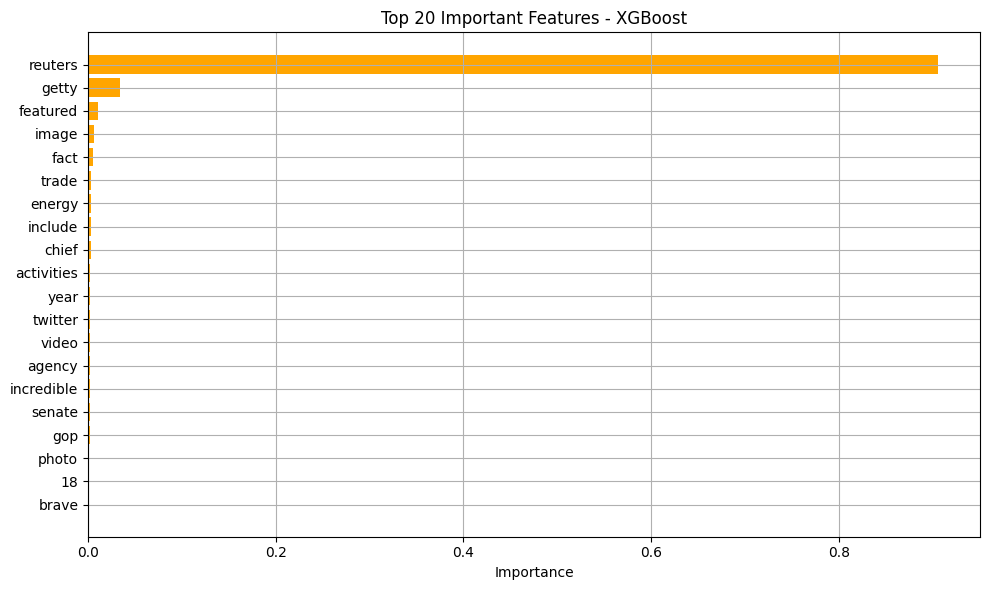 Top 20 Important Features - XGBoost
reuters
getty
featured
image
fact
trade
energy
include
chief
activities
year
twitter
video
agency
incredible
senate
gop
photo
18
brave
0.0 0.2 0.4 0.6 0.8
Importance